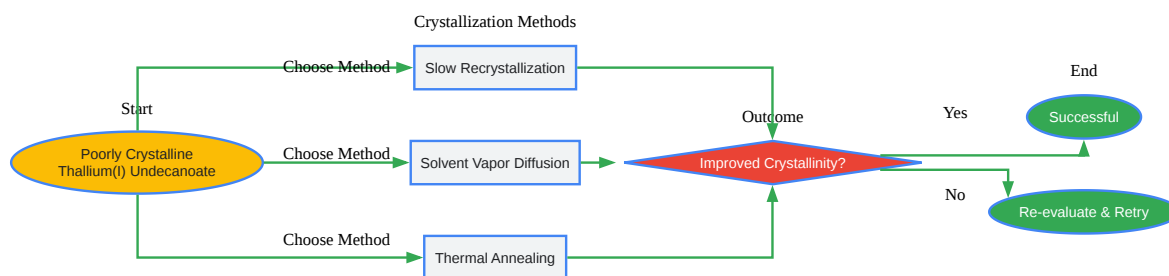 Crystallization Methods
Choose Method
Slow Recrystallization
Start
Poorly Crystalline
Thallium(I) Undecanoate
Choose Method
Solvent Vapor Diffusion
Choose Method
Thermal Annealing
Outcome
Improved Crystallinity?
Yes
No
End
Successful
Re-evaluate & Retry